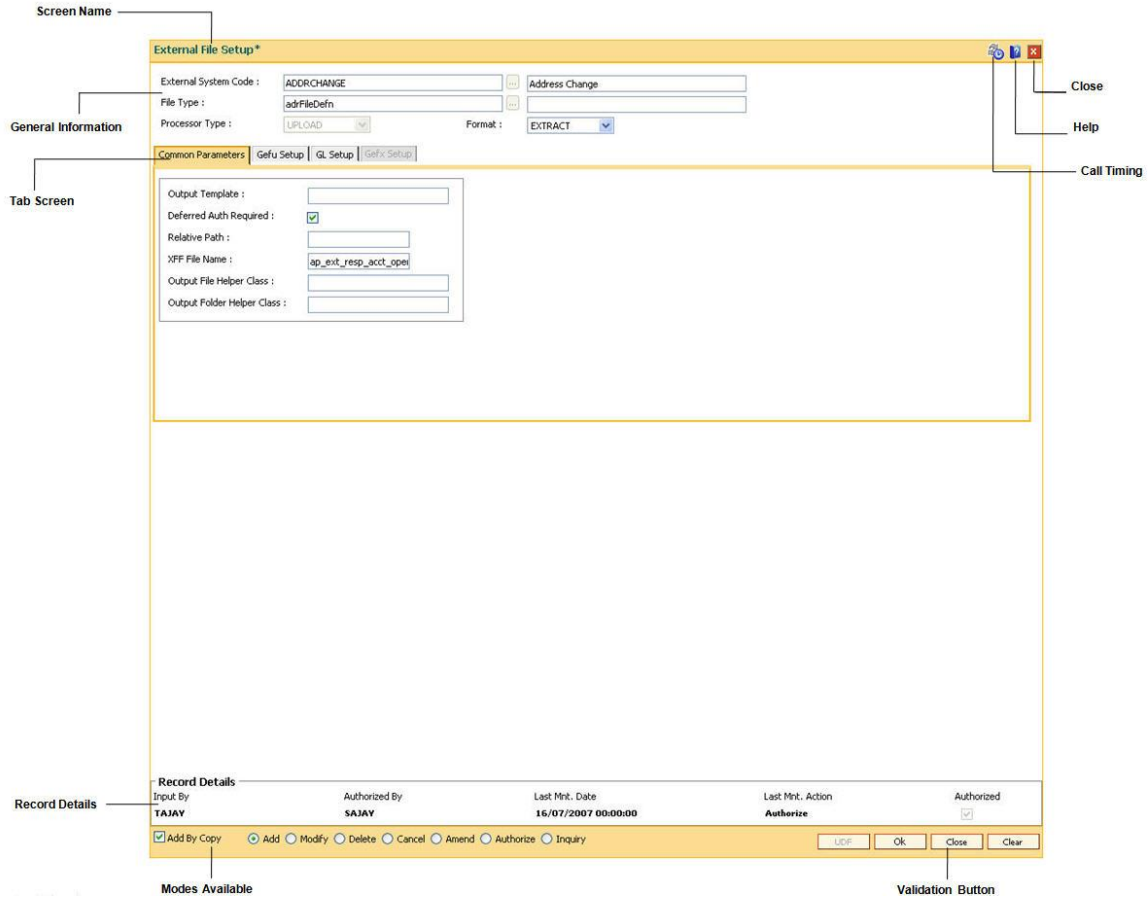 Screen Name
External File Setup*
External System Code : ADDRCHANGE ... Address Change
Close
File Type : adrFileDefn ...
General Information
Processor Type : UPLOAD Format : EXTRACT
Help
Common Parameters Gefu Setup GL Setup Gefx Setup
Call Timing
Tab Screen
Output Template :
Deferred Auth Required :
Relative Path :
XFF File Name : ap_ext_resp_acct_oper
Output File Helper Class :
Output Folder Helper Class :
Record Details
Record Details
Input By Authorized By Last Mnt. Date Last Mnt. Action Authorized
TAJAY SAJAY 16/07/2007 00:00:00 Authorize
Add By Copy Add Modify Delete Cancel Amend Authorize Inquiry UDF Ok Close Clear
Modes Available
Validation Button